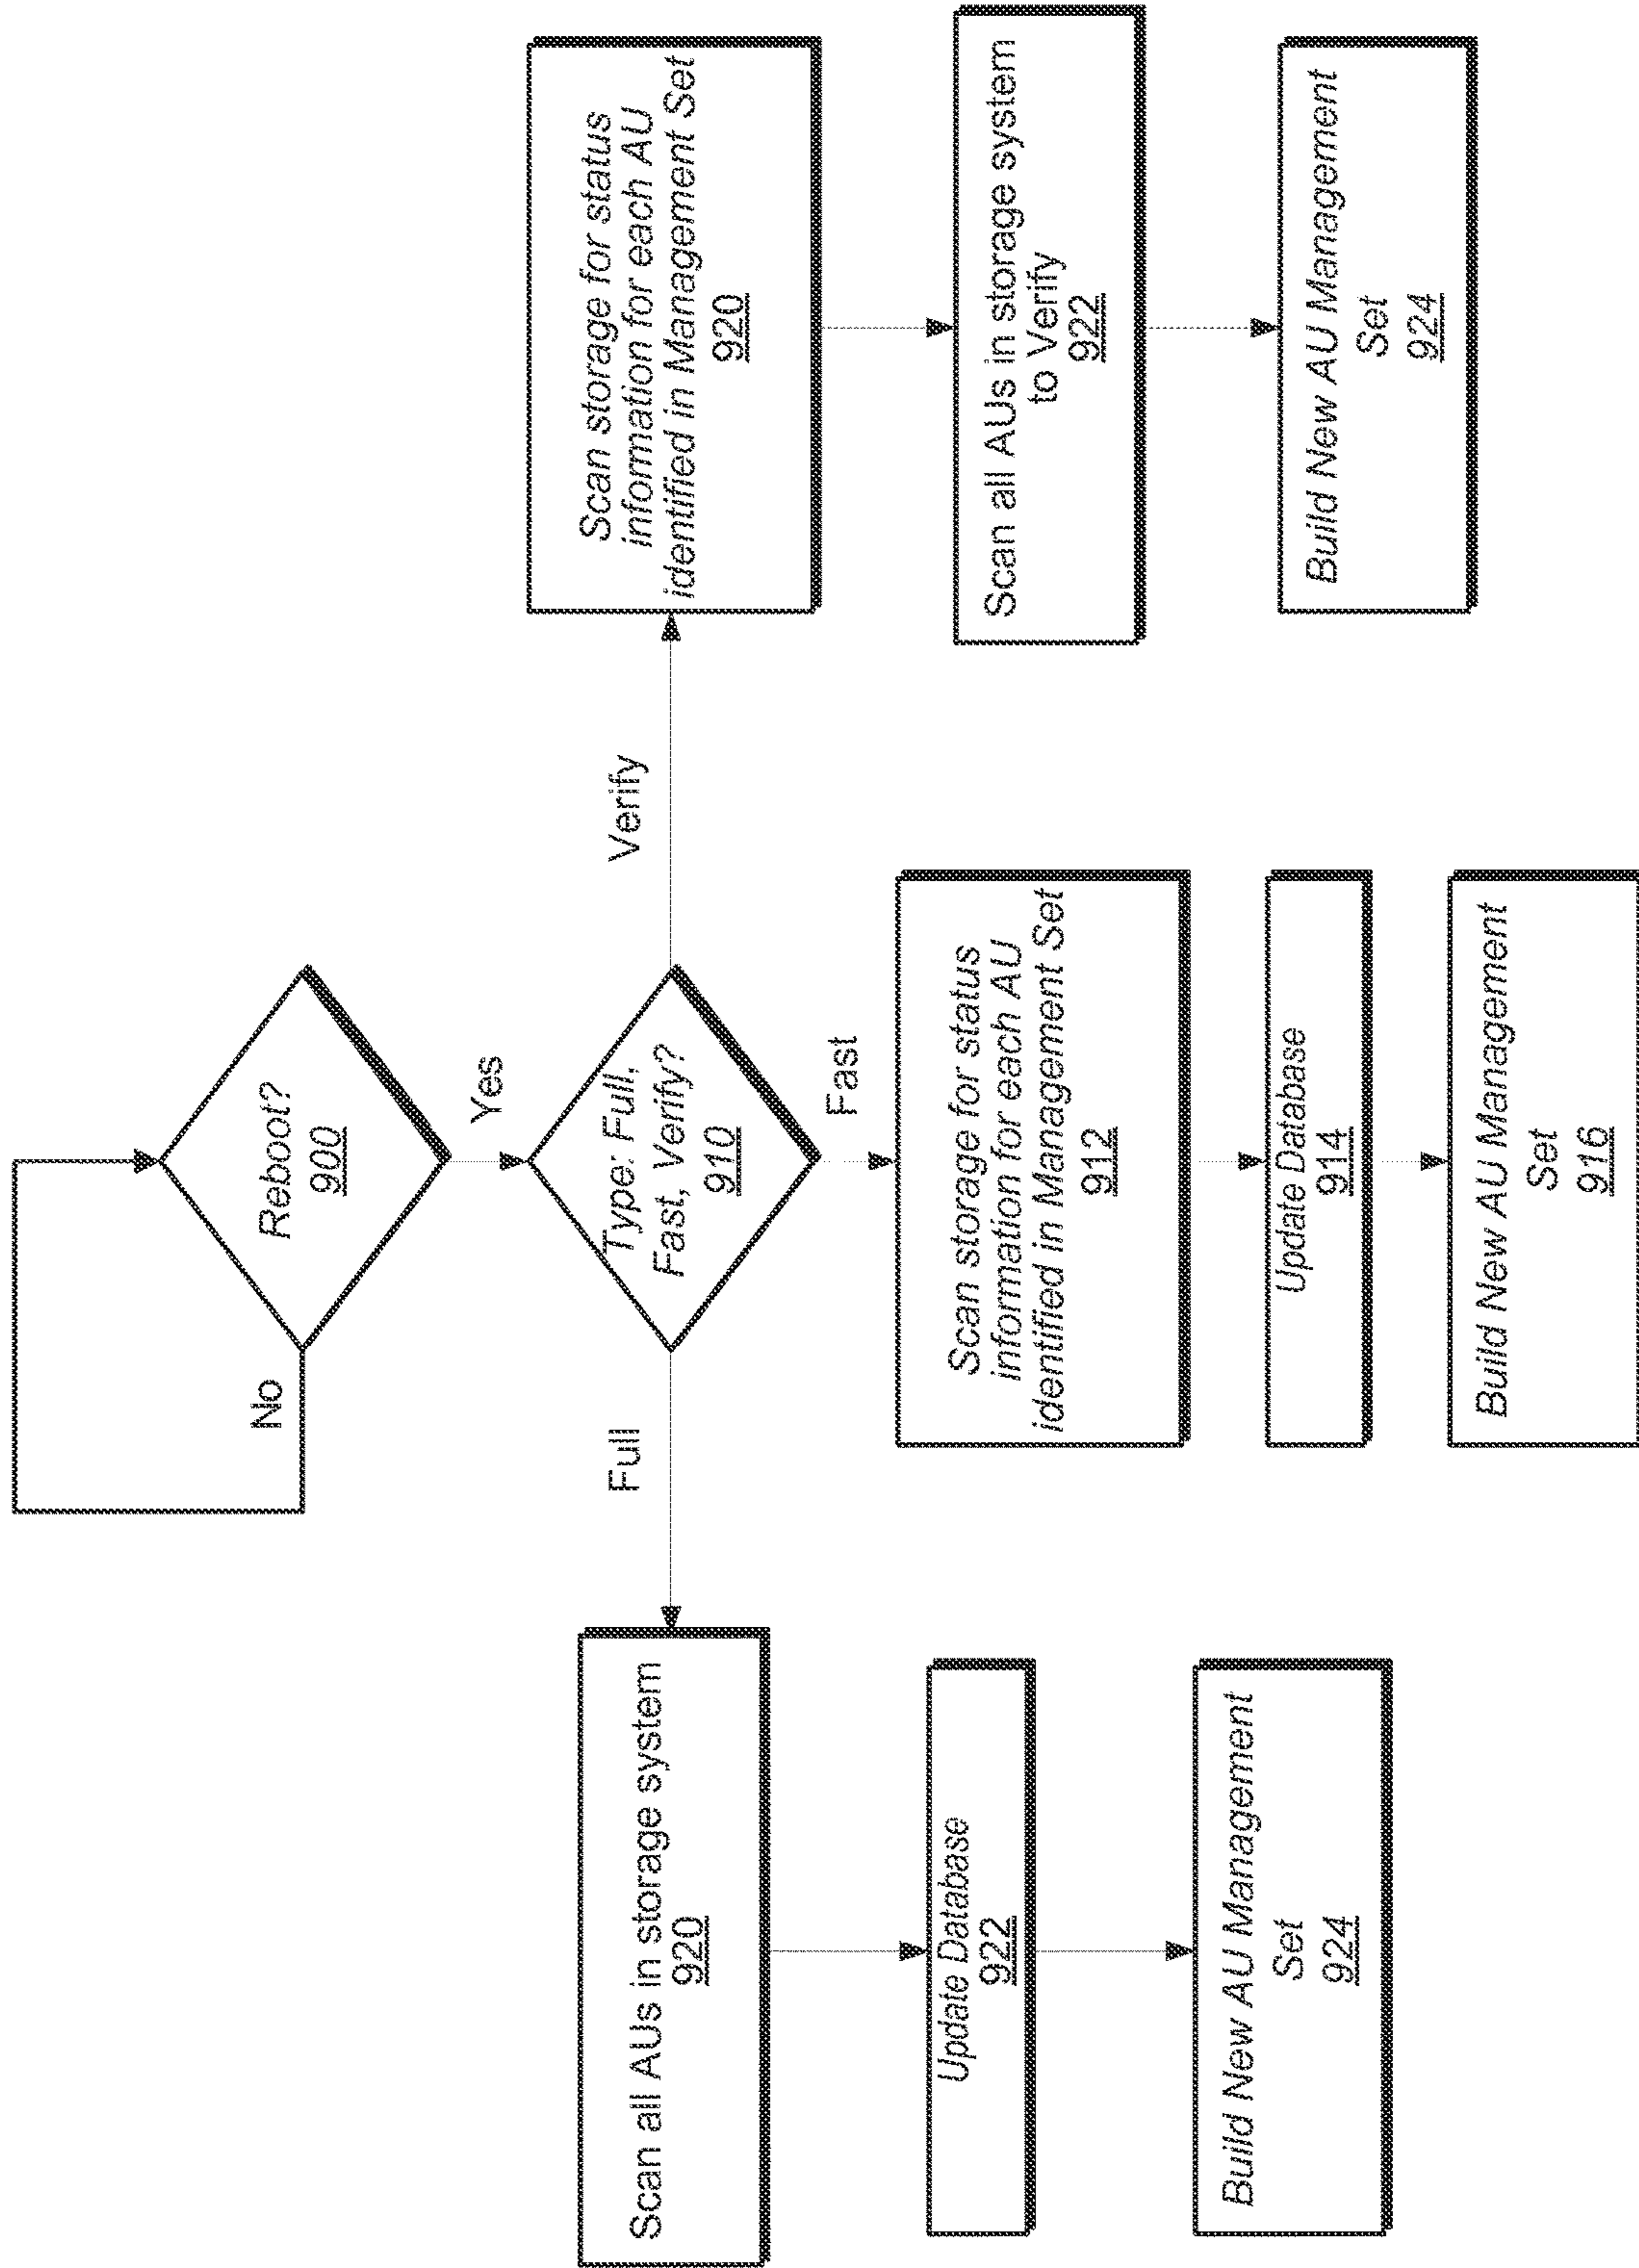 Reboot?
900
No
Yes
Type: Full,
Fast, Verify?
910
Full
Verify
Fast
Scan all AUs in storage system
920
Update Database
922
Build New AU Management
Set
924
Scan storage for status
information for each AU
identified in Management Set
912
Update Database
914
Build New AU Management
Set
916
Scan storage for status
information for each AU
identified in Management Set
920
Scan all AUs in storage system
to Verify
922
Build New AU Management
Set
924